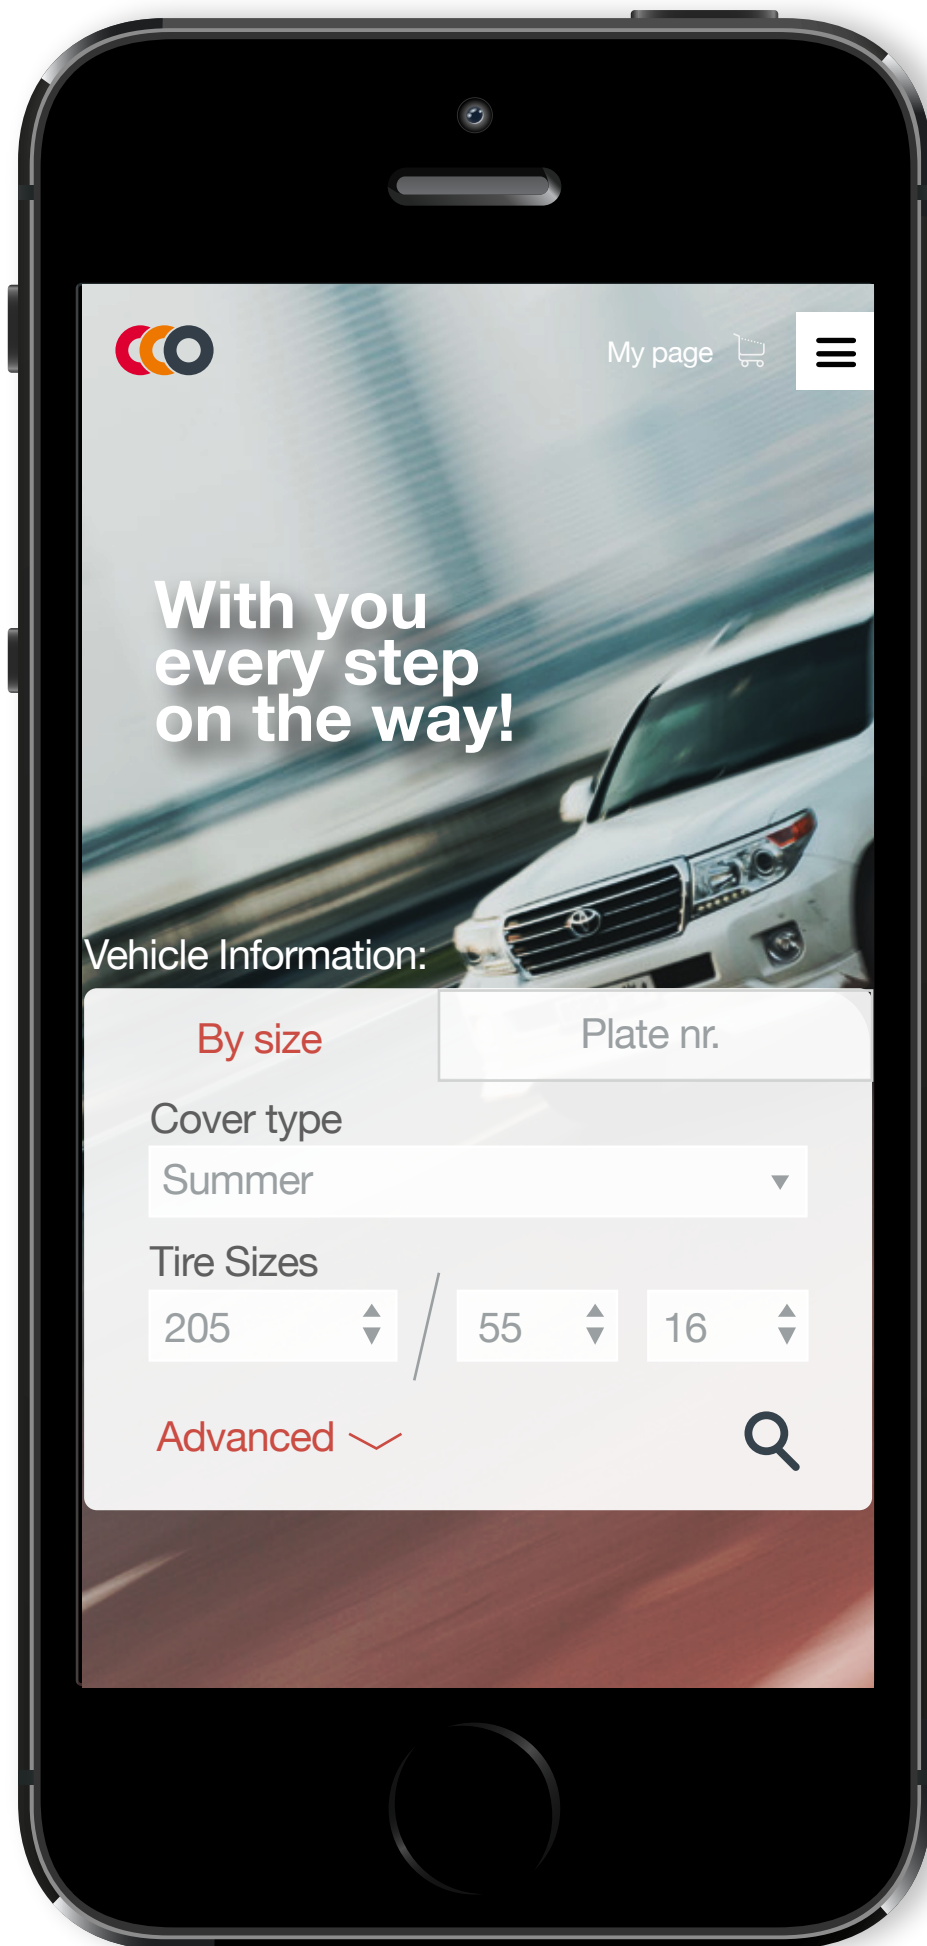 My page
With you
every step
on the way!
Vehicle Information:
By size
Plate nr.
Cover type
Summer
Tire Sizes
205 / 55 16
Advanced